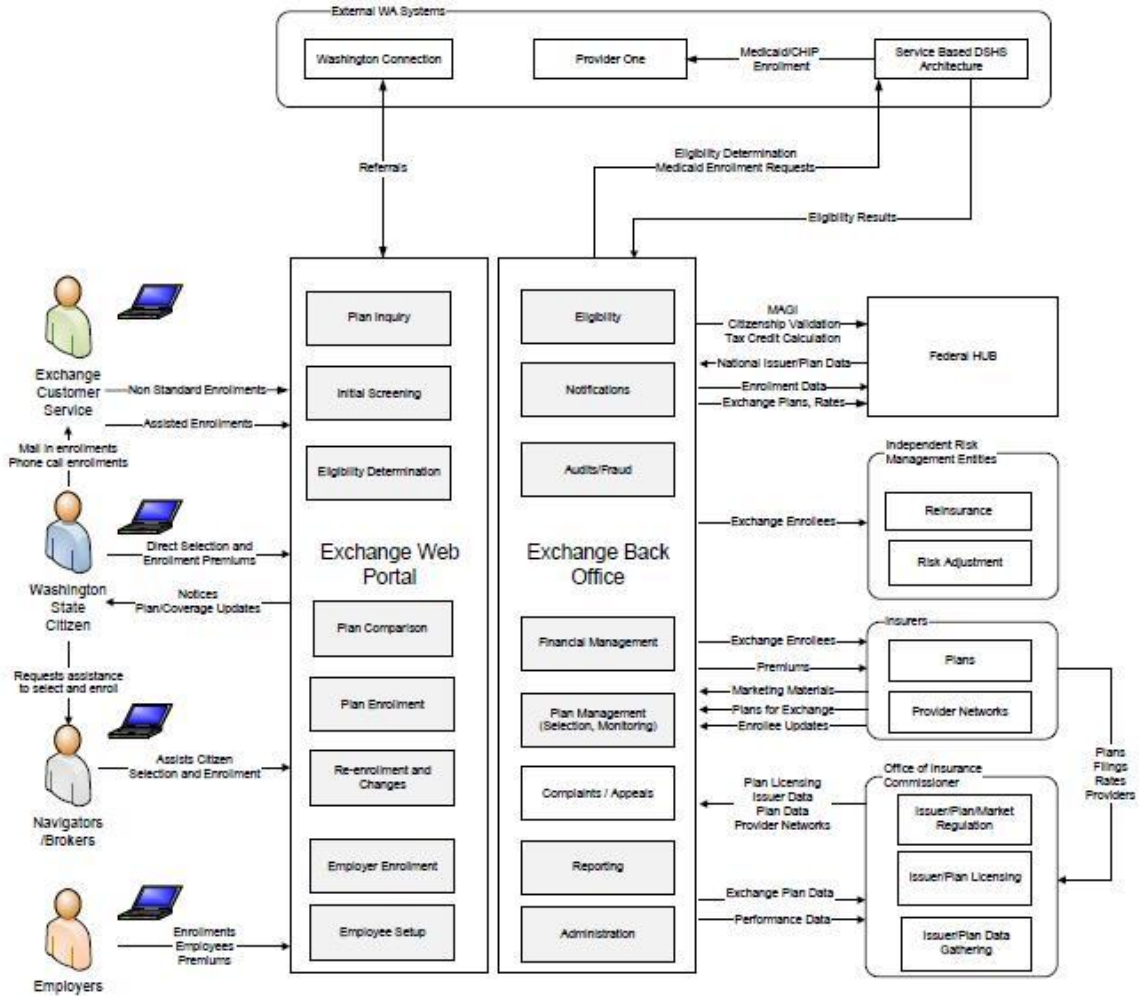 External WA Systems
Washington Connection
Provider One
Medicaid/CHIP
Enrollment
Service Based DSHS
Architecture
Referrals
Eligibility Determination
Medicaid Enrollment Requests
Eligibility Results
Exchange
Customer
Service
Non Standard Enrollments
Assisted Enrollments
Mail in enrollments
Phone call enrollments
Washington
State
Citizen
Direct Selection and
Enrollment Premiums
Notices
Plan/Coverage Updates
Requests assistance
to select and enroll
Navigators
/Brokers
Assists Citizen
Selection and Enrollment
Employers
Enrollments
Employees
Premiums
Plan Inquiry
Initial Screening
Eligibility Determination
Exchange Web
Portal
Plan Comparison
Plan Enrollment
Re-enrollment and
Changes
Employer Enrollment
Employee Setup
Eligibility
Notifications
Audits/Fraud
Exchange Back
Office
Financial Management
Plan Management
(Selection, Monitoring)
Complaints / Appeals
Reporting
Administration
MAGI
Citizenship Validation
Tax Credit Calculation
National Issuer/Plan Data
Enrollment Data
Exchange Plans, Rates
Federal HUB
Independent Risk
Management Entities
Exchange Enrollees
Reinsurance
Risk Adjustment
Insurers
Exchange Enrollees
Premiums
Marketing Materials
Plans for Exchange
Enrollee Updates
Plans
Provider Networks
Plans
Filings
Rates
Providers
Office of Insurance
Commissioner
Plan Licensing
Issuer Data
Plan Data
Provider Networks
Issuer/Plan/Market
Regulation
Issuer/Plan Licensing
Exchange Plan Data
Performance Data
Issuer/Plan Data
Gathering